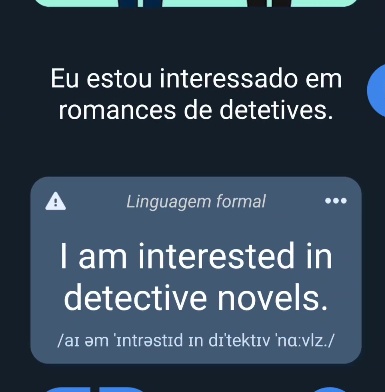 Eu estou interessado em
romances de detetives.
Linguagem formal
I am interested in
detective novels.
/aɪ əm ˈɪntrəstɪd ɪn dɪˈtektɪv ˈnɑːvlz./